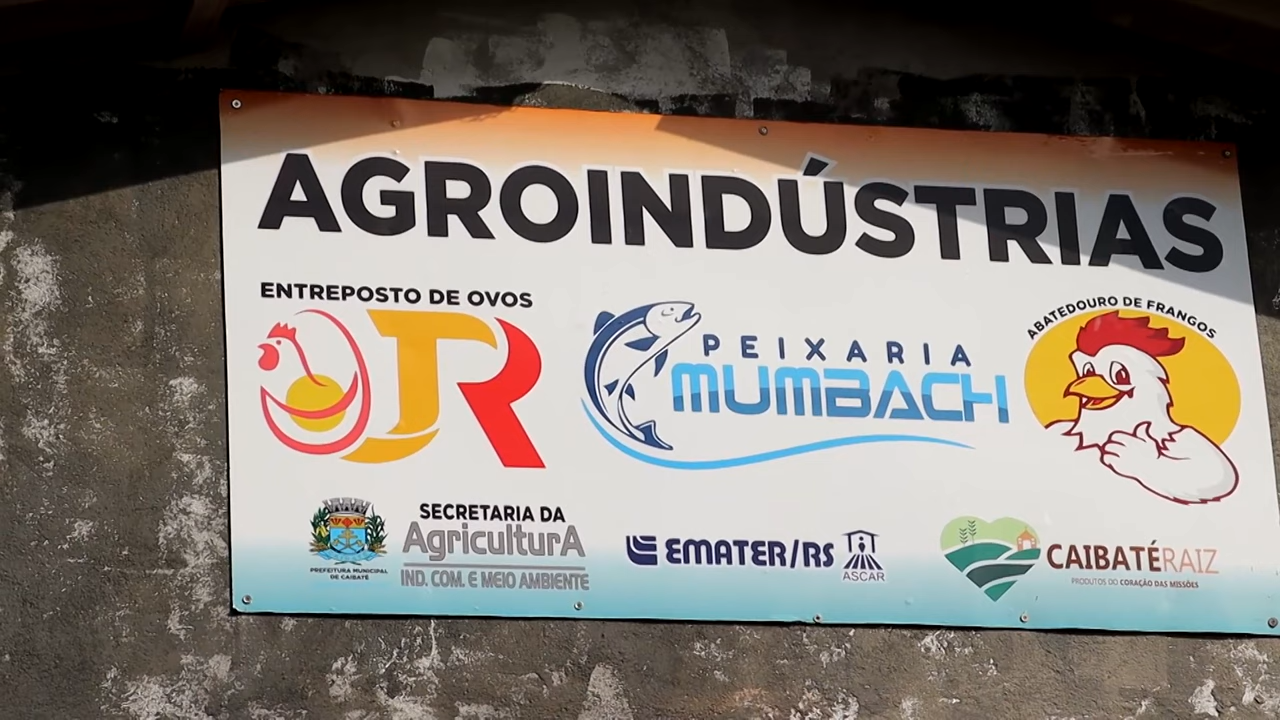 AGROINDÚSTRIAS
ENTREPOSTO DE OVOS
JR
PEIXARIA
MUMBACH
ABATEDOURO DE FRANGOS
PREFEITURA MUNICIPAL
DE CAIBATÉ
SECRETARIA DA
AgriculturA
IND. COM. E MEIO AMBIENTE
EMATER/RS
ASCAR
CAIBATÉRAIZ
PRODUTOS DO CORAÇÃO DAS MISSÕES